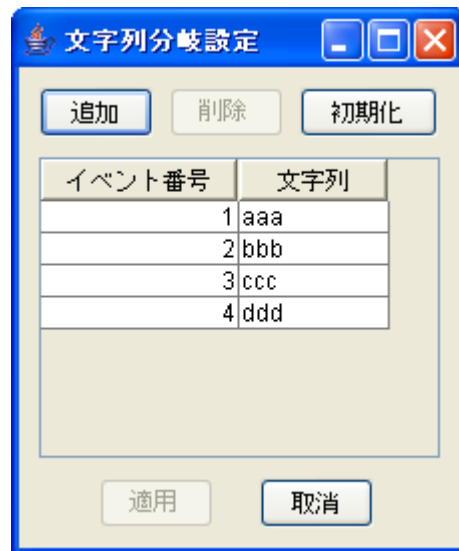 文字列分岐設定
追加 削除 初期化
イベント番号 文字列
1 aaa
2 bbb
3 ccc
4 ddd
適用 取消